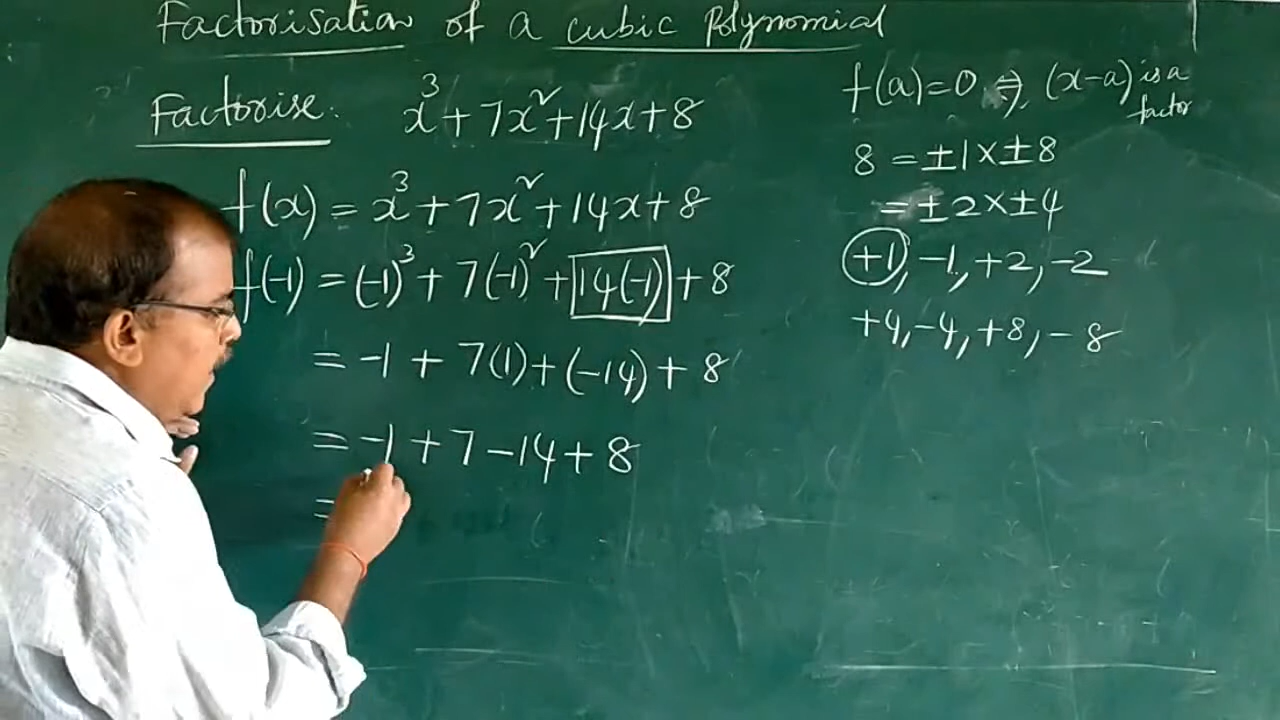 Factorisation of a cubic Polynomial
Factorise: x³ + 7x² + 14x + 8
f(x) = x³ + 7x² + 14x + 8
f(-1) = (-1)³ + 7(-1)² + 14(-1) + 8
= -1 + 7(1) + (-14) + 8
= -1 + 7 - 14 + 8
=
f(a) = 0 ⇒ (x-a) is a
factor
8 = ±1 × ±8
= ±2 × ±4
+1, -1, +2, -2
+4, -4, +8, -8